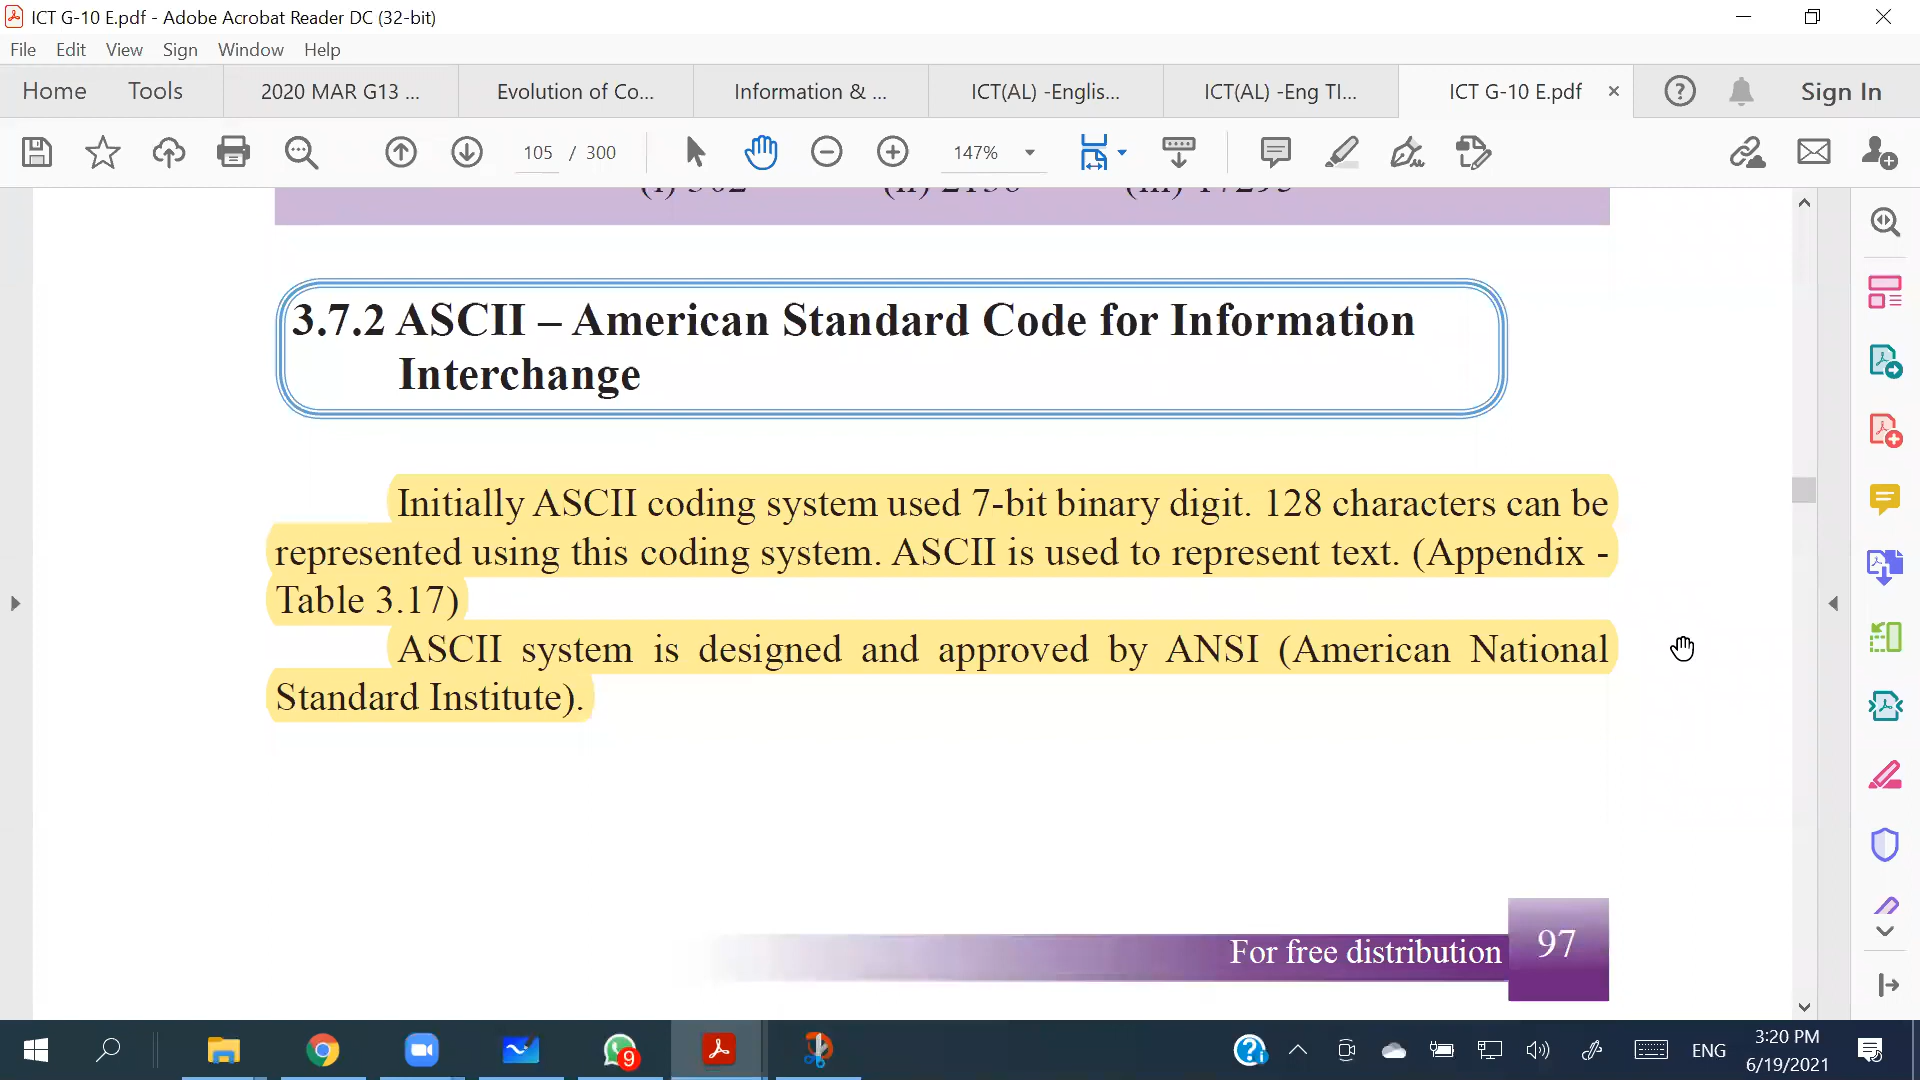 ICT G-10 E.pdf - Adobe Acrobat Reader DC (32-bit)
File Edit View Sign Window Help
Home Tools 2020 MAR G13 ... Evolution of Co... Information & ... ICT(AL) -Englis... ICT(AL) -Eng TI... ICT G-10 E.pdf × Sign In
105 / 300 147%
3.7.2 ASCII – American Standard Code for Information
Interchange
Initially ASCII coding system used 7-bit binary digit. 128 characters can be
represented using this coding system. ASCII is used to represent text. (Appendix -
Table 3.17)
ASCII system is designed and approved by ANSI (American National
Standard Institute).
For free distribution 97
9
ENG
3:20 PM
6/19/2021